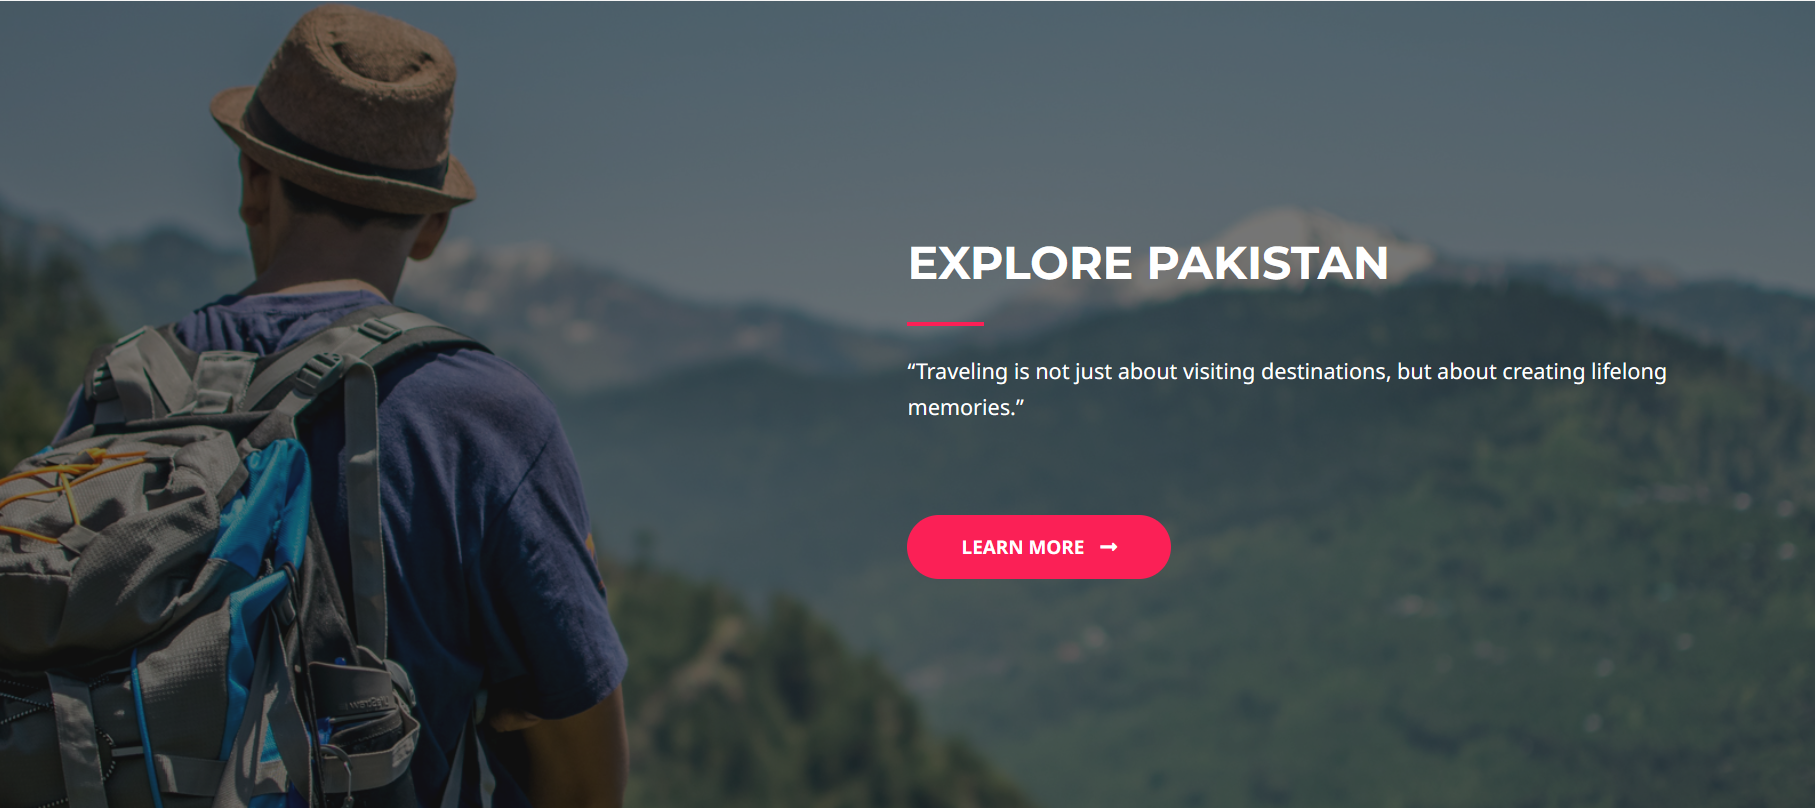 EXPLORE PAKISTAN
“Traveling is not just about visiting destinations, but about creating lifelong
memories.”
LEARN MORE →